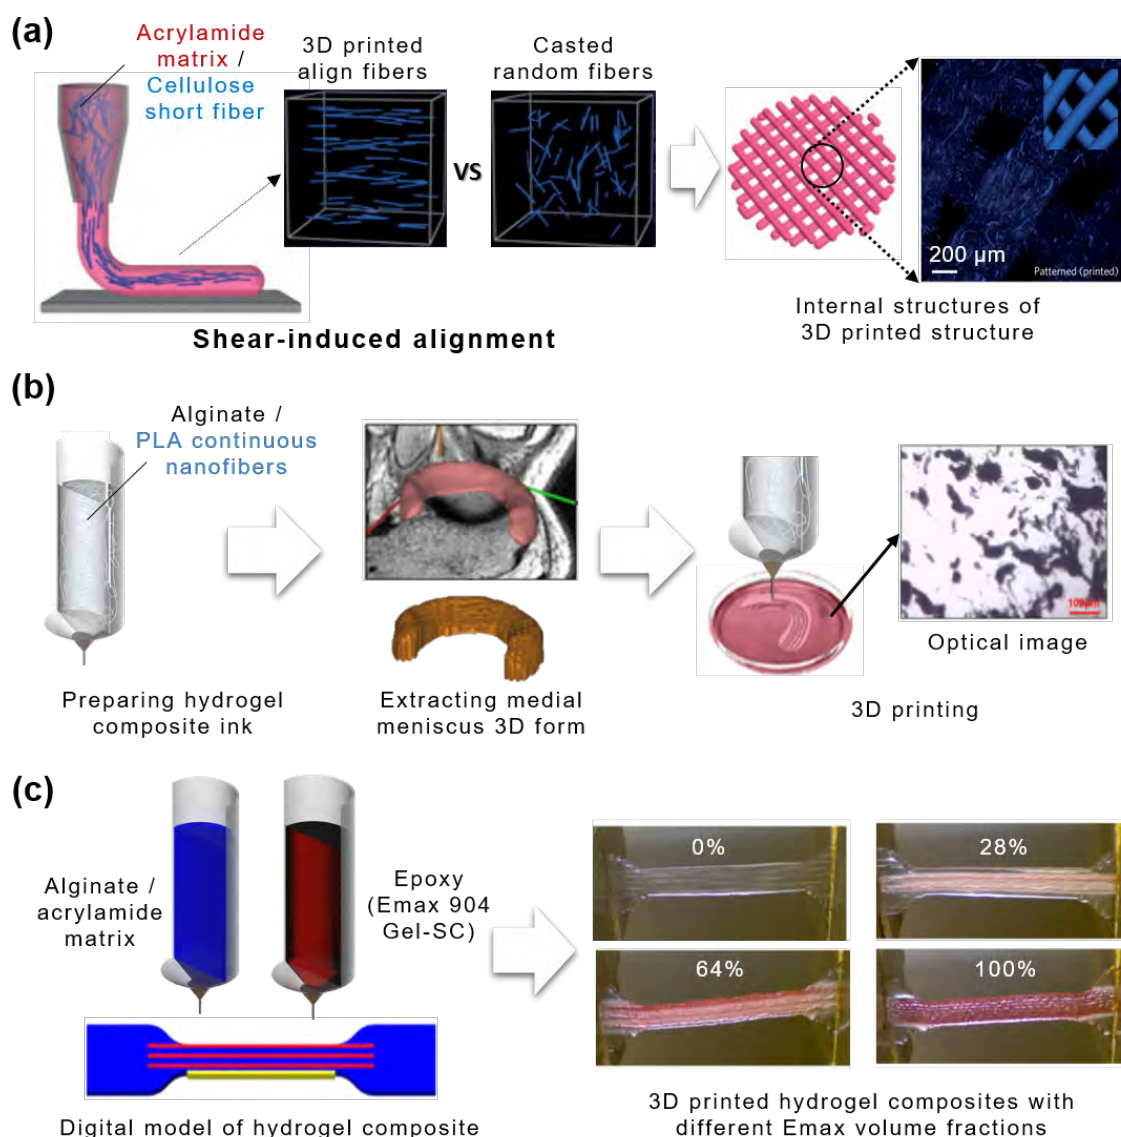 (a)
Acrylamide
matrix /
Cellulose
short fiber
3D printed
align fibers
VS
Casted
random fibers
200 µm
Patterned (printed)
Shear-induced alignment
Internal structures of
3D printed structure
(b)
Alginate /
PLA continuous
nanofibers
100µm
Optical image
Preparing hydrogel
composite ink
Extracting medial
meniscus 3D form
3D printing
(c)
Alginate /
acrylamide
matrix
Epoxy
(Emax 904
Gel-SC)
0%
28%
64%
100%
Digital model of hydrogel composite
3D printed hydrogel composites with
different Emax volume fractions